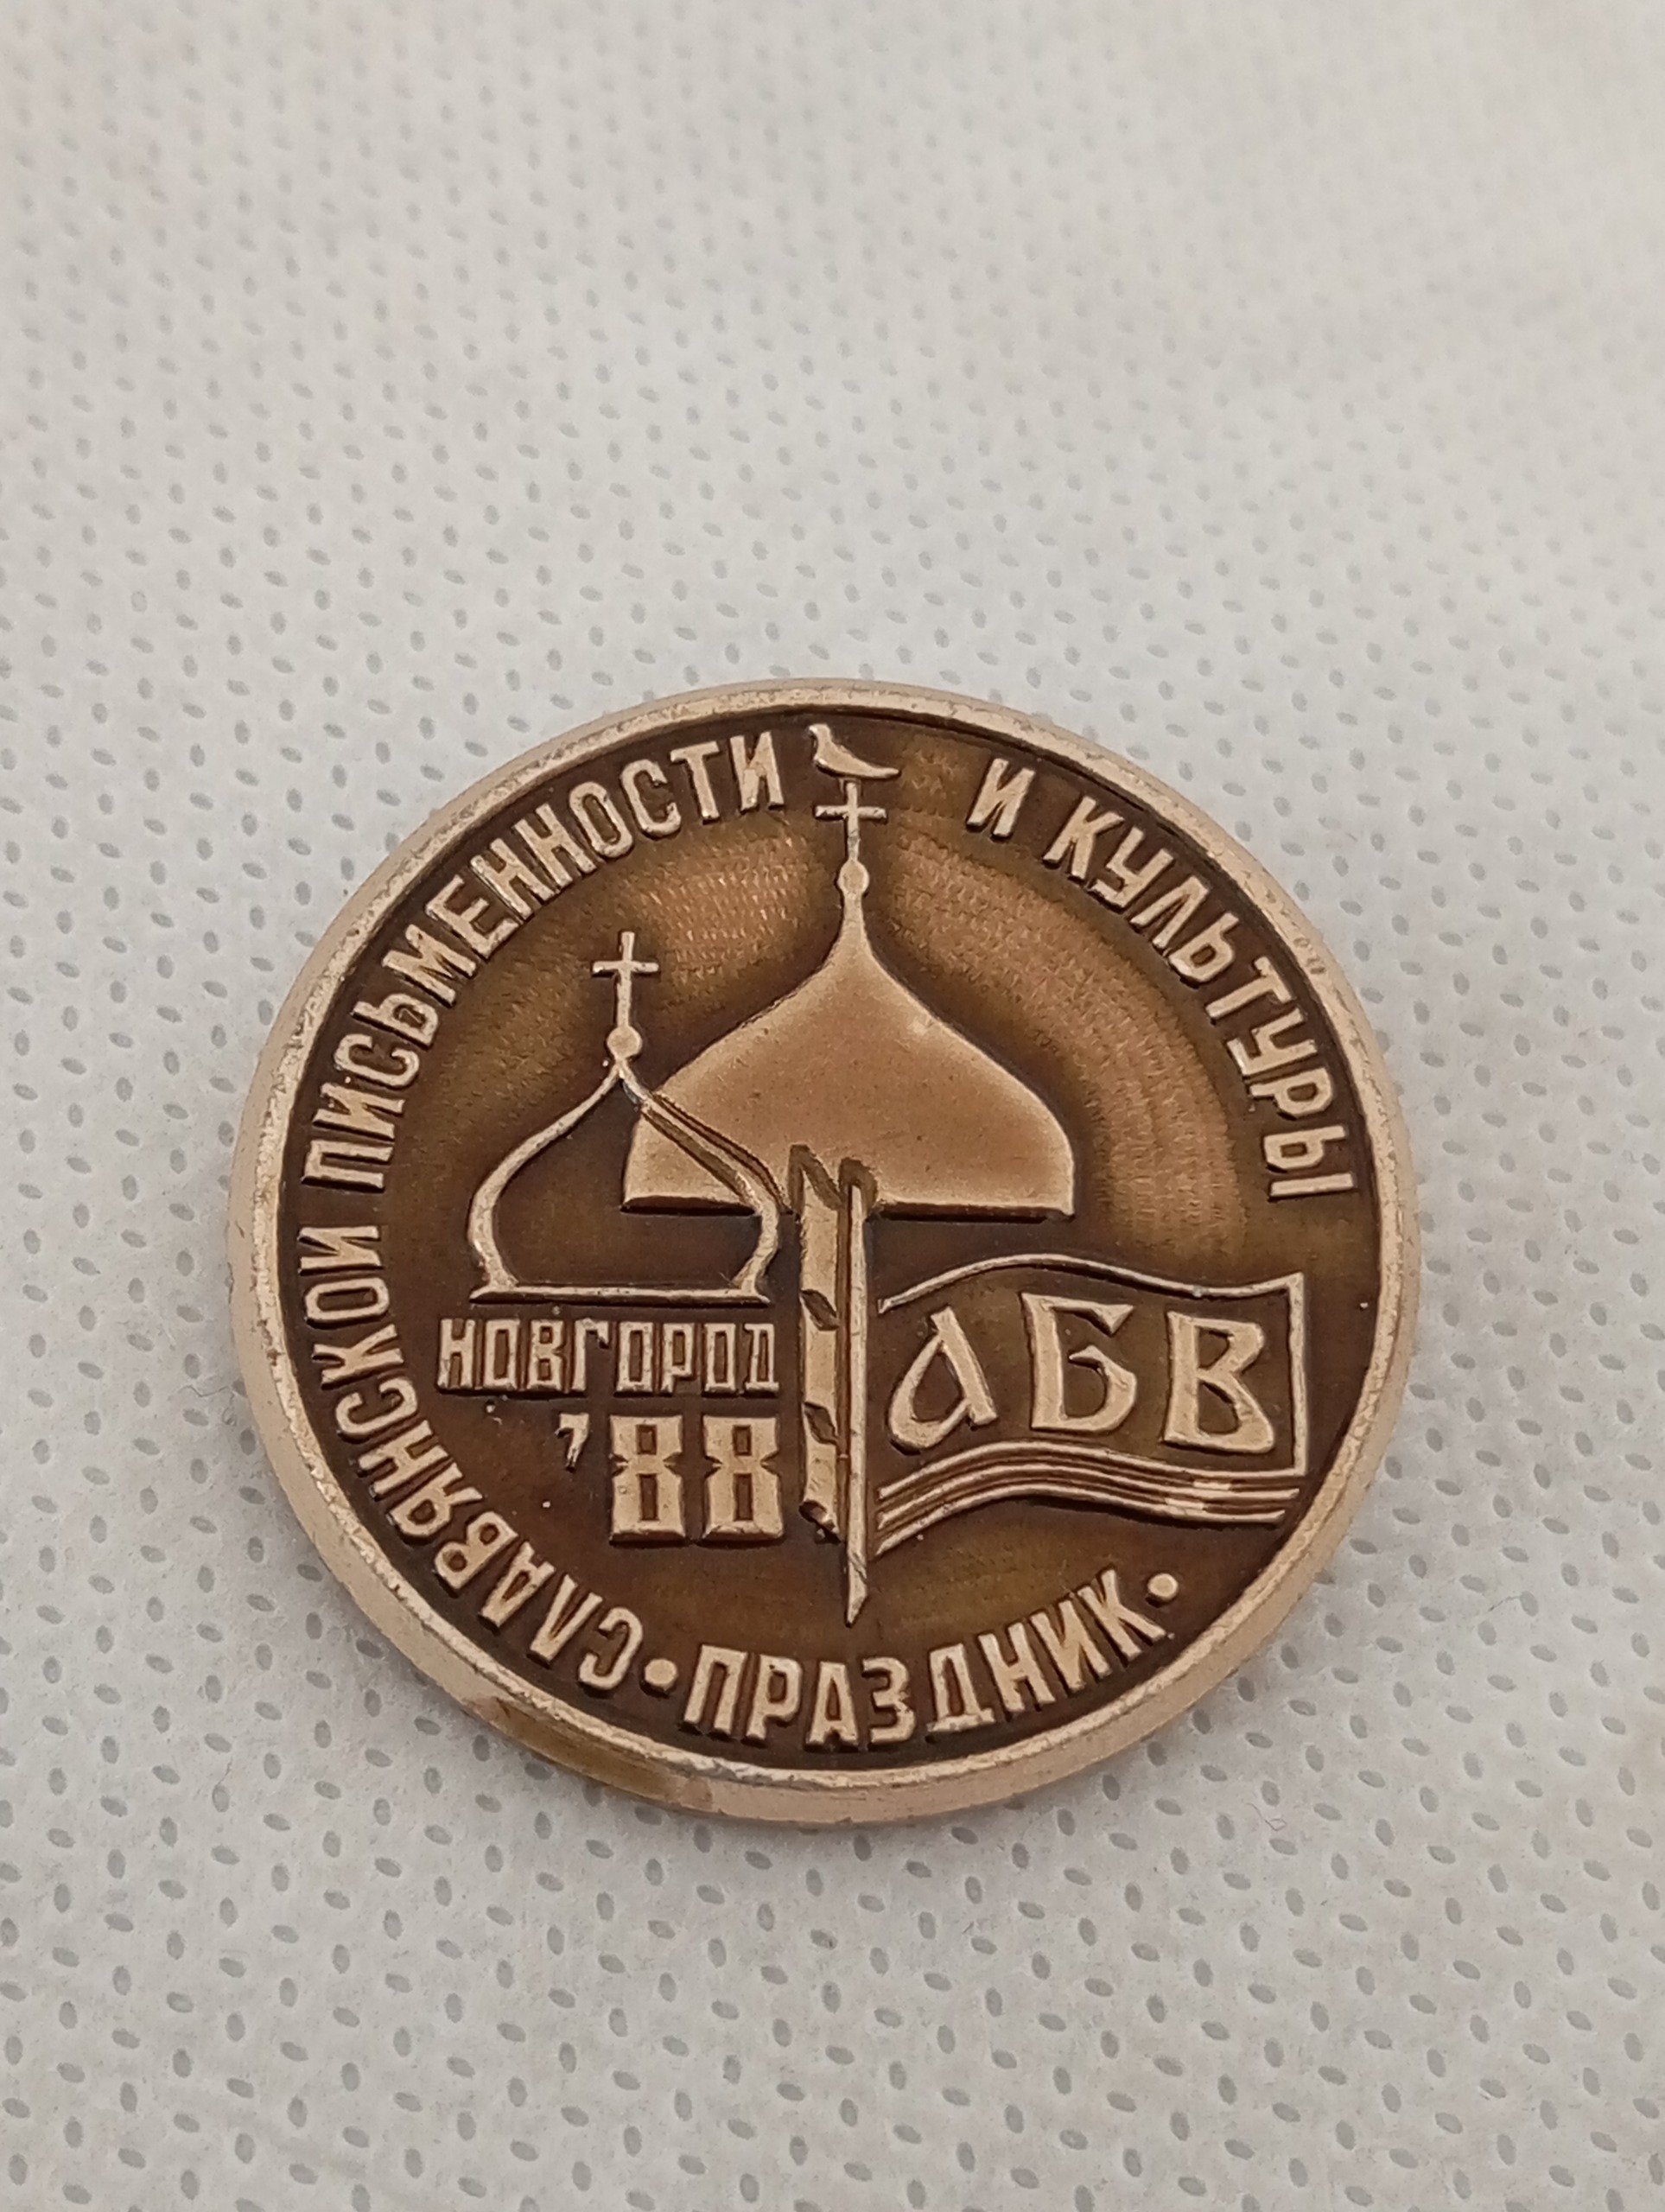 • ПРАЗДНИК •
СЛАВЯНСКОЙ ПИСЬМЕННОСТИ И КУЛЬТУРЫ
НОВГОРОД
'88
АБВ